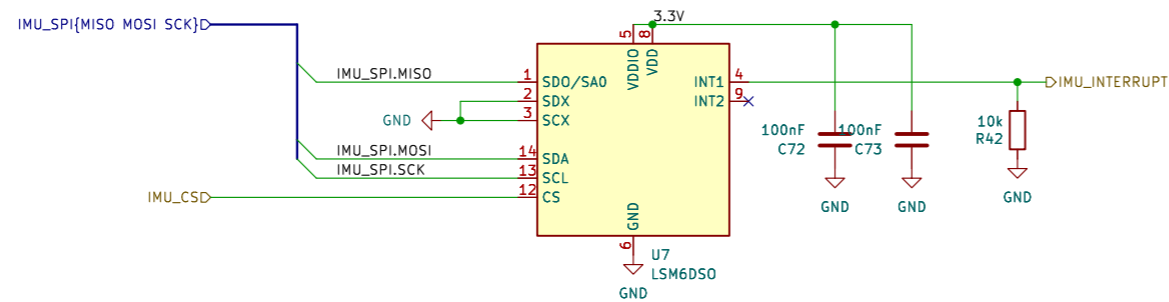 IMU_SPI{MISO MOSI SCK}
3.3V
5
8
VDDIO
VDD
IMU_SPI.MISO
1
SDO/SA0
INT1
4
IMU_INTERRUPT
2
SDX
INT2
9
GND
3
SCX
100nF
C72
100nF
C73
10k
R42
IMU_SPI.MOSI
14
SDA
IMU_SPI.SCK
13
SCL
IMU_CS
12
CS
GND
GND
GND
GND
6
U7
LSM6DSO
GND